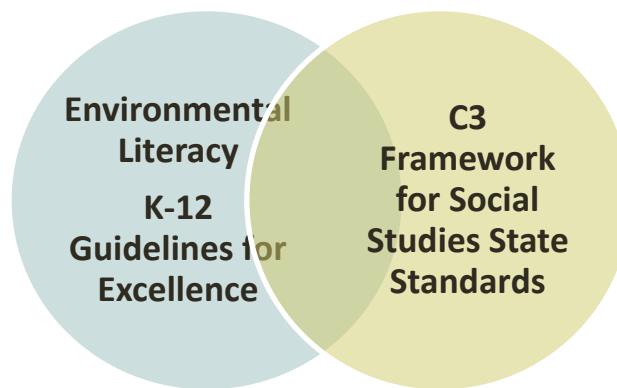 Environmental
Literacy
K-12
Guidelines for
Excellence
C3
Framework
for Social
Studies State
Standards